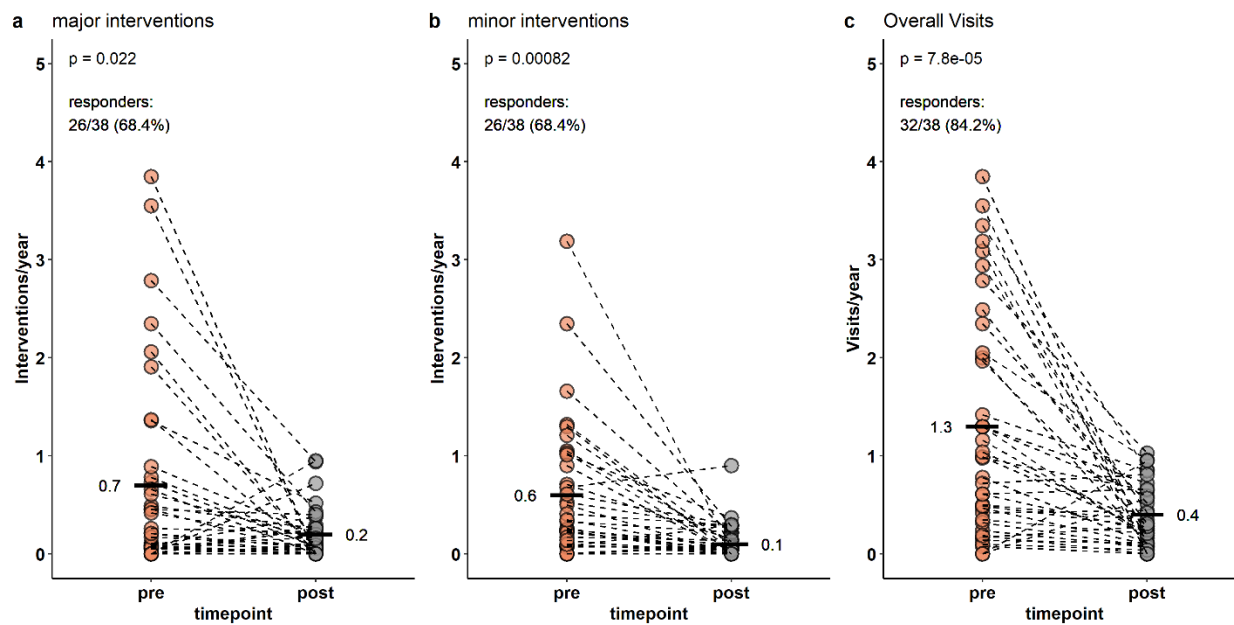 a major interventions
p = 0.022
responders:
26/38 (68.4%)
Interventions/year
5
4
3
2
1
0
0.7
0.2
pre post
timepoint
b minor interventions
p = 0.00082
responders:
26/38 (68.4%)
Interventions/year
5
4
3
2
1
0
0.6
0.1
pre post
timepoint
c Overall Visits
p = 7.8e-05
responders:
32/38 (84.2%)
Visits/year
5
4
3
2
1
0
1.3
0.4
pre post
timepoint